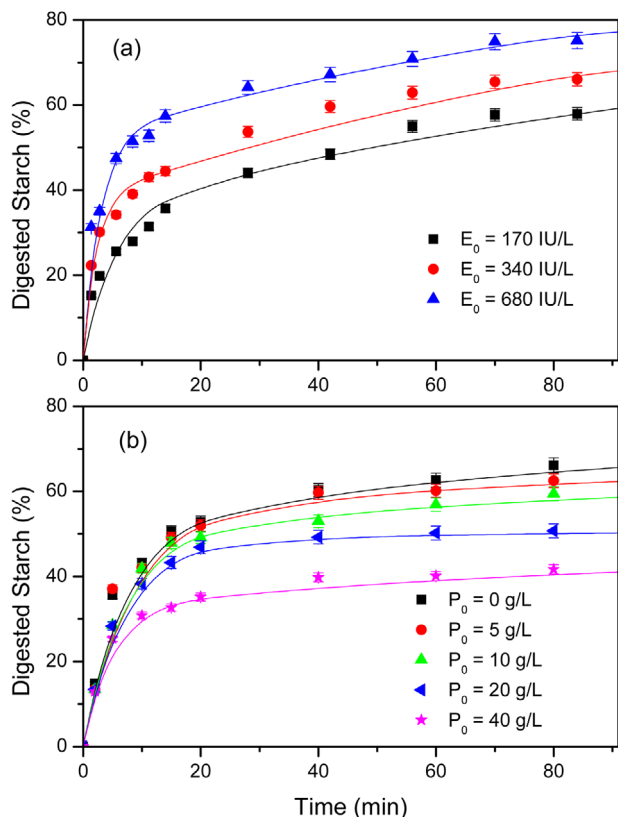 (a)
Digested Starch (%)
80
60
40
20
0
E₀ = 170 IU/L
E₀ = 340 IU/L
E₀ = 680 IU/L
0 20 40 60 80
(b)
Digested Starch (%)
80
60
40
20
0
P₀ = 0 g/L
P₀ = 5 g/L
P₀ = 10 g/L
P₀ = 20 g/L
P₀ = 40 g/L
0 20 40 60 80
Time (min)